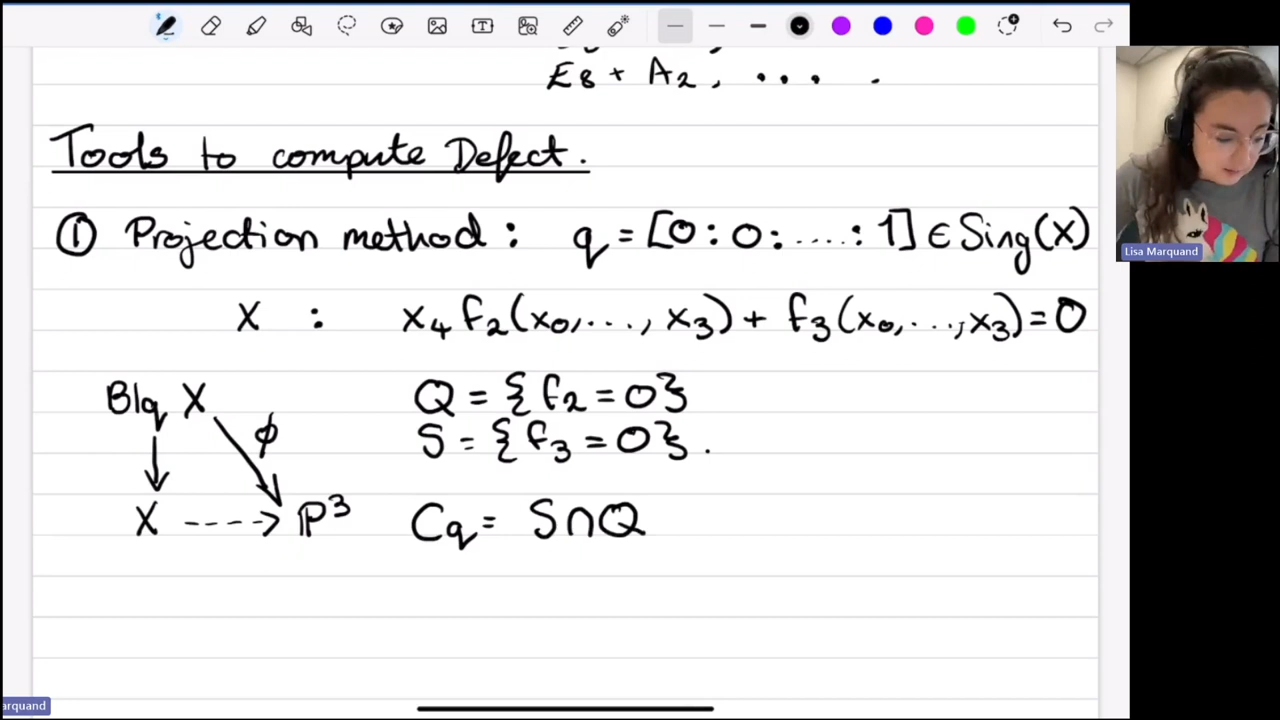 E8 + A2, .... .
Tools to compute Defect.
① Projection method : q = [0:0:....:1] ∈ Sing(X)
X : x4 f2(x0,..., x3) + f3(x0,...,x3) = 0
Blq X
φ
Q = {f2 = 0}
S = {f3 = 0}.
X ----> ℙ3
Cq = S∩Q
Lisa Marquand
arquand